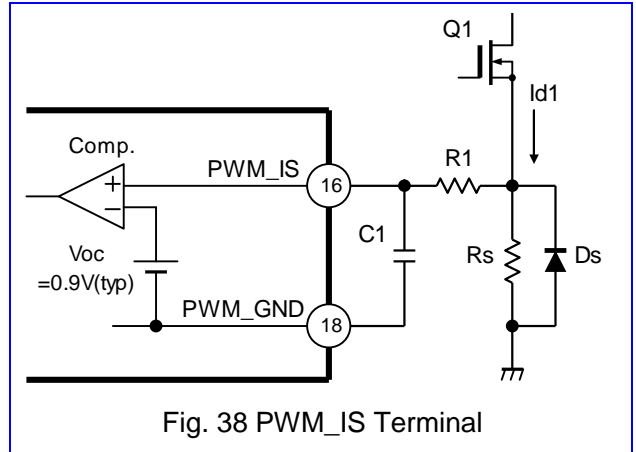 Q1
Id1
Comp.
PWM_IS
R1
+
16
−
C1
Voc
=0.9V(typ)
Rs
Ds
PWM_GND
18
Fig. 38 PWM_IS Terminal